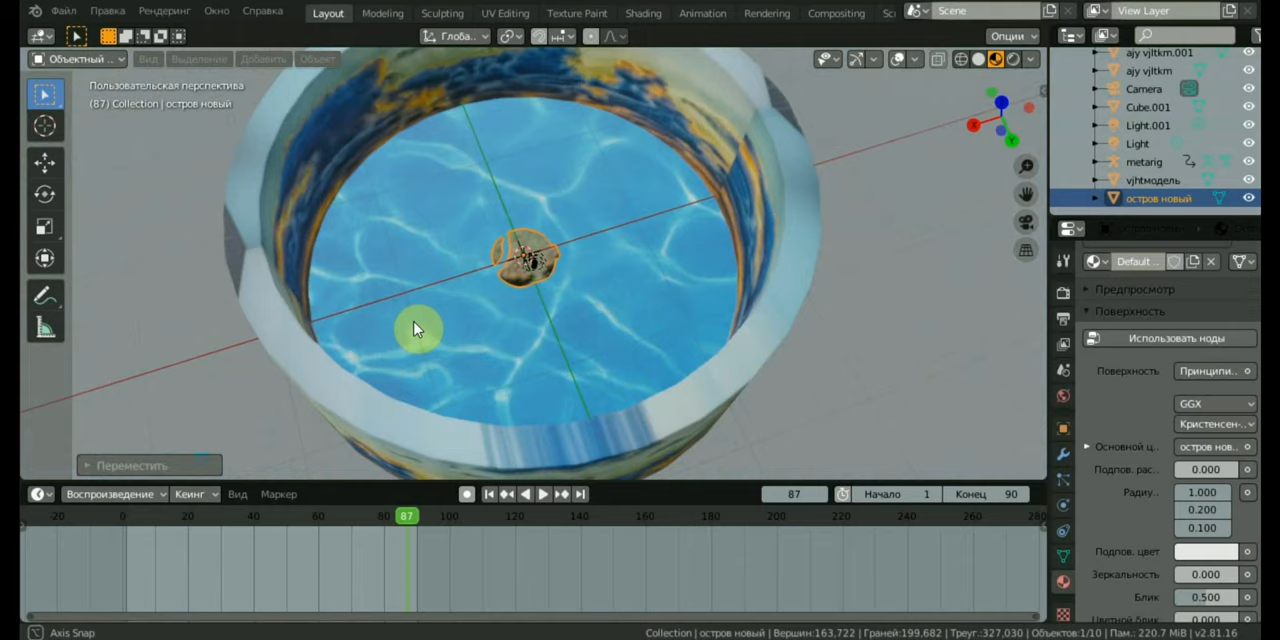 Файл Правка Рендеринг Окно Справка Layout Modeling Sculpting UV Editing Texture Paint Shading Animation Rendering Compositing Sc Scene View Layer
Глоба.. Опции
Объектный .. Вид Выделение Добавить Объект
Пользовательская перспектива
(87) Collection | остров новый
X
Y
ajy vjltkm.001
ajy vjltkm
Camera
Cube.001
Light.001
Light
metarig
vjhtмодель
остров новый
Default ..
Предпросмотр
Поверхность
Использовать ноды
Поверхность Принципи..
GGX
Кристенсен-..
Основной ц.. остров нов..
Подпов. рас.. 0.000
Радиу.. 1.000
0.200
0.100
Подпов. цвет
Зеркальность 0.000
Блик 0.500
Переместить
Воспроизведение Кеинг Вид Маркер 87 Начало 1 Конец 90
-20 0 20 40 60 80 87 100 120 140 160 180 200 220 240 260 280
Axis Snap Collection | остров новый | Вершин:163,722 | Граней:199,682 | Треуг.:327,030 | Объектов:1/10 | Пам.: 220.7 MiB | v2.81.16